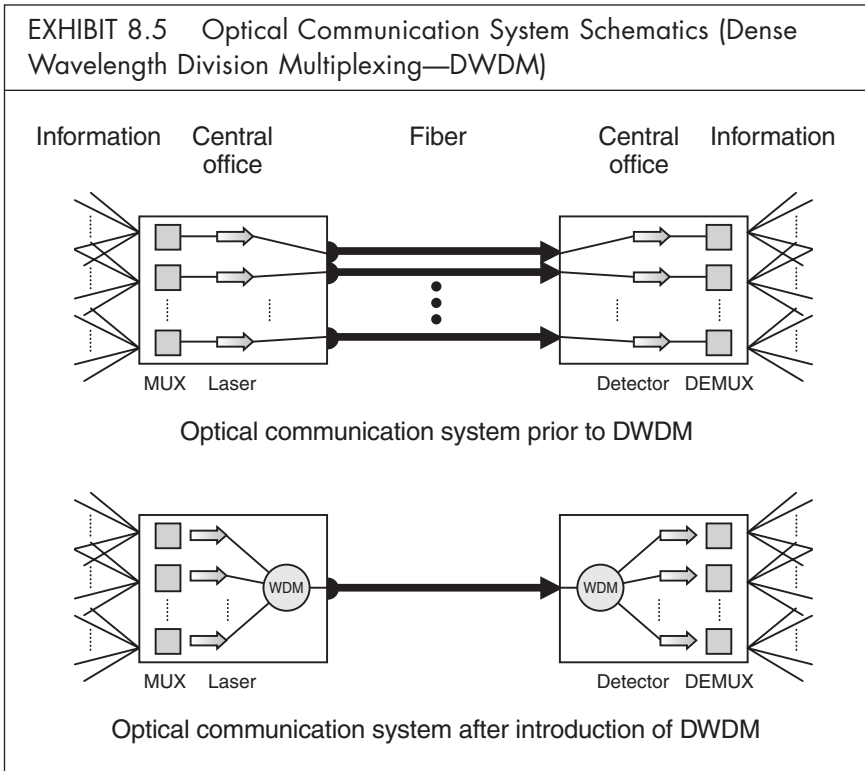 EXHIBIT 8.5 Optical Communication System Schematics (Dense
Wavelength Division Multiplexing—DWDM)
Information Central office Fiber Central office Information
MUX Laser Detector DEMUX
Optical communication system prior to DWDM
WDM WDM
MUX Laser Detector DEMUX
Optical communication system after introduction of DWDM